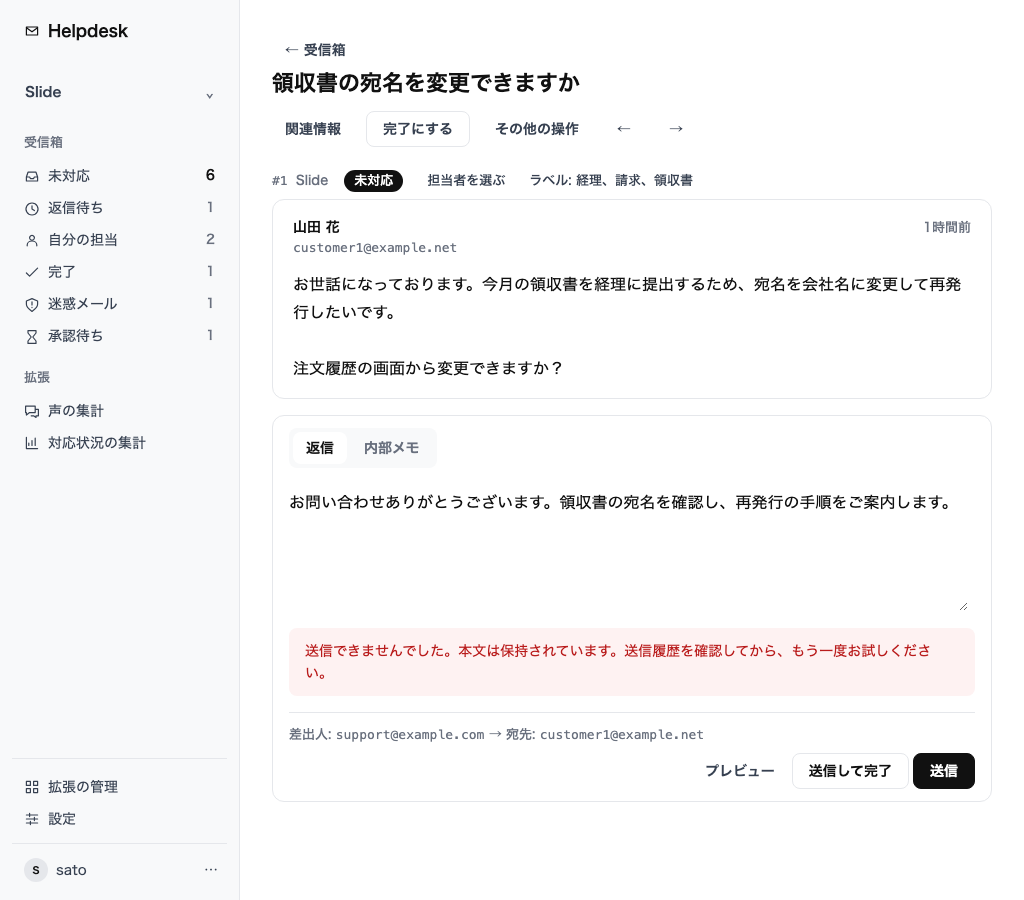 Helpdesk
Slide
受信箱
未対応 6
返信待ち 1
自分の担当 2
完了 1
迷惑メール 1
承認待ち 1
拡張
声の集計
対応状況の集計
拡張の管理
設定
S sato ...
← 受信箱
領収書の宛名を変更できますか
関連情報 完了にする その他の操作 ← →
#1 Slide 未対応 担当者を選ぶ ラベル: 経理、請求、領収書
山田 花 1時間前
customer1@example.net
お世話になっております。今月の領収書を経理に提出するため、宛名を会社名に変更して再発
行したいです。
注文履歴の画面から変更できますか？
返信 内部メモ
お問い合わせありがとうございます。領収書の宛名を確認し、再発行の手順をご案内します。
送信できませんでした。本文は保持されています。送信履歴を確認してから、もう一度お試しくださ
い。
差出人: support@example.com → 宛先: customer1@example.net
プレビュー 送信して完了 送信